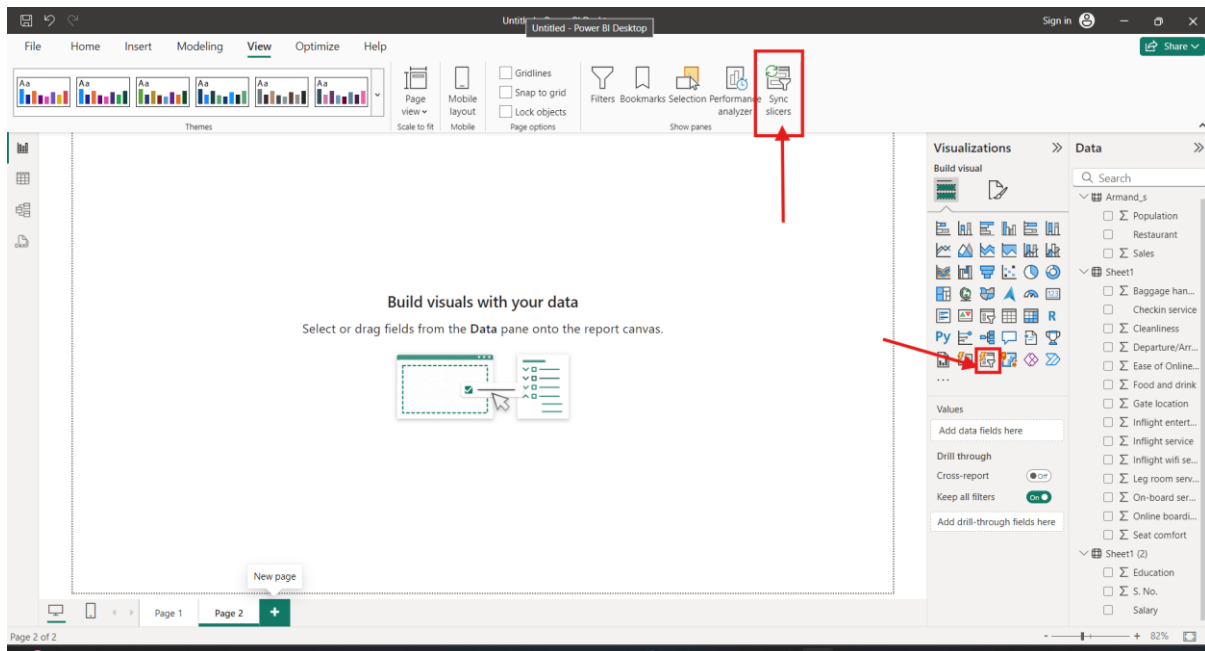 Untitled - Power BI Desktop
Sign in
File Home Insert Modeling View Optimize Help
Share
Aa Aa Aa Aa Aa Aa
Themes
Page view
Scale to fit
Mobile layout
Mobile
Gridlines
Snap to grid
Lock objects
Page options
Filters Bookmarks Selection Performance analyzer Sync slicers
Show panes
Build visuals with your data
Select or drag fields from the Data pane onto the report canvas.
Visualizations
Build visual
123
R
Py
...
Values
Add data fields here
Drill through
Cross-report
Off
Keep all filters
On
Add drill-through fields here
Data
Search
Armand_s
Population
Restaurant
Sales
Sheet1
Baggage han...
Checkin service
Cleanliness
Departure/Arr...
Ease of Online...
Food and drink
Gate location
Inflight entert...
Inflight service
Inflight wifi se...
Leg room serv...
On-board ser...
Online boardi...
Seat comfort
Sheet1 (2)
Education
S. No.
Salary
New page
Page 1 Page 2 +
Page 2 of 2
- + 82%